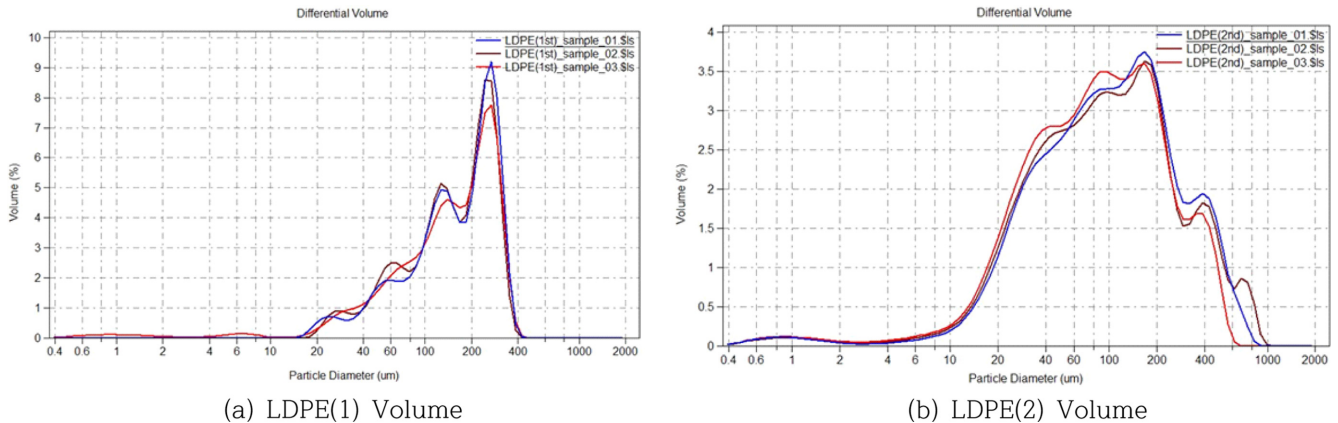 Differential Volume
LDPE(1st)_sample_01.$ls
LDPE(1st)_sample_02.$ls
LDPE(1st)_sample_03.$ls
Volume (%)
10
9
8
7
6
5
4
3
2
1
0
0.4 0.6 1 2 4 6 10 20 40 60 100 200 400 1000 2000
Particle Diameter (um)
(a) LDPE(1) Volume
Differential Volume
LDPE(2nd)_sample_01.$ls
LDPE(2nd)_sample_02.$ls
LDPE(2nd)_sample_03.$ls
Volume (%)
4
3.5
3
2.5
2
1.5
1
0.5
0
0.4 0.6 1 2 4 6 10 20 40 60 100 200 400 1000 2000
Particle Diameter (um)
(b) LDPE(2) Volume